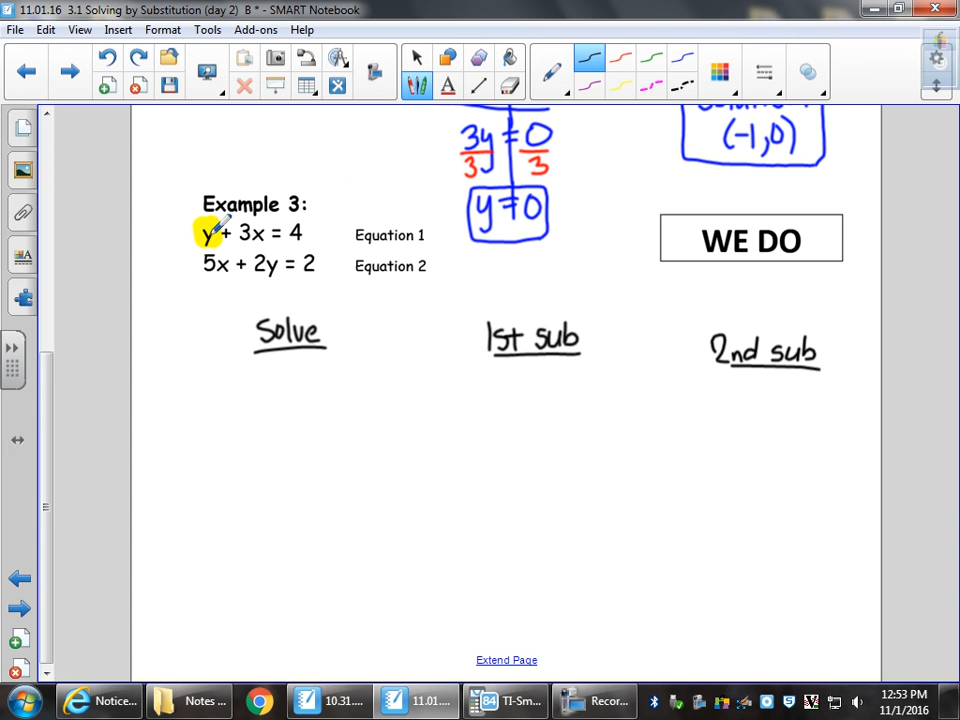 11.01.16 3.1 Solving by Substitution (day 2) B * - SMART Notebook
File Edit View Insert Format Tools Add-ons Help
3y = 0
3 3
y = 0
(-1,0)
Example 3:
y + 3x = 4 Equation 1
5x + 2y = 2 Equation 2
WE DO
Solve
1st sub
2nd sub
Extend Page
Notice... Notes ... 10.31.... 11.01.... TI-Sm... Recor...
12:53 PM
11/1/2016